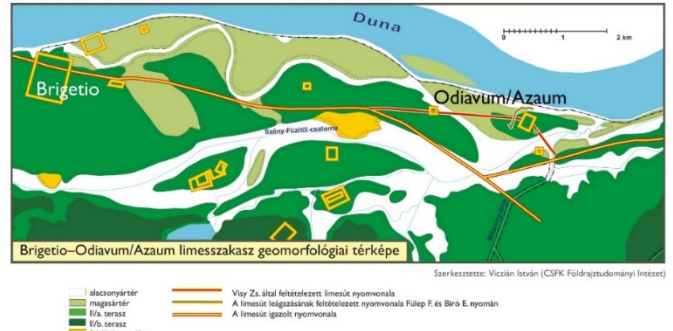 Duna
0 1 2 km
Brigetio
Odiavum/Azaum
Szőny-Füzitői-csatorna
Brigetio–Odiavum/Azaum limesszakasz geomorfológiai térképe
Szerkesztette: Viczián István (CSFK Földrajztudományi Intézet)
alacsonyártér
magasártér
II/a. terasz
II/b. terasz
Visy Zs. által feltételezett limesút nyomvonala
A limesút leágazásának feltételezett nyomvonala Fülep F. és Bíró E. nyomán
A limesút igazolt nyomvonala